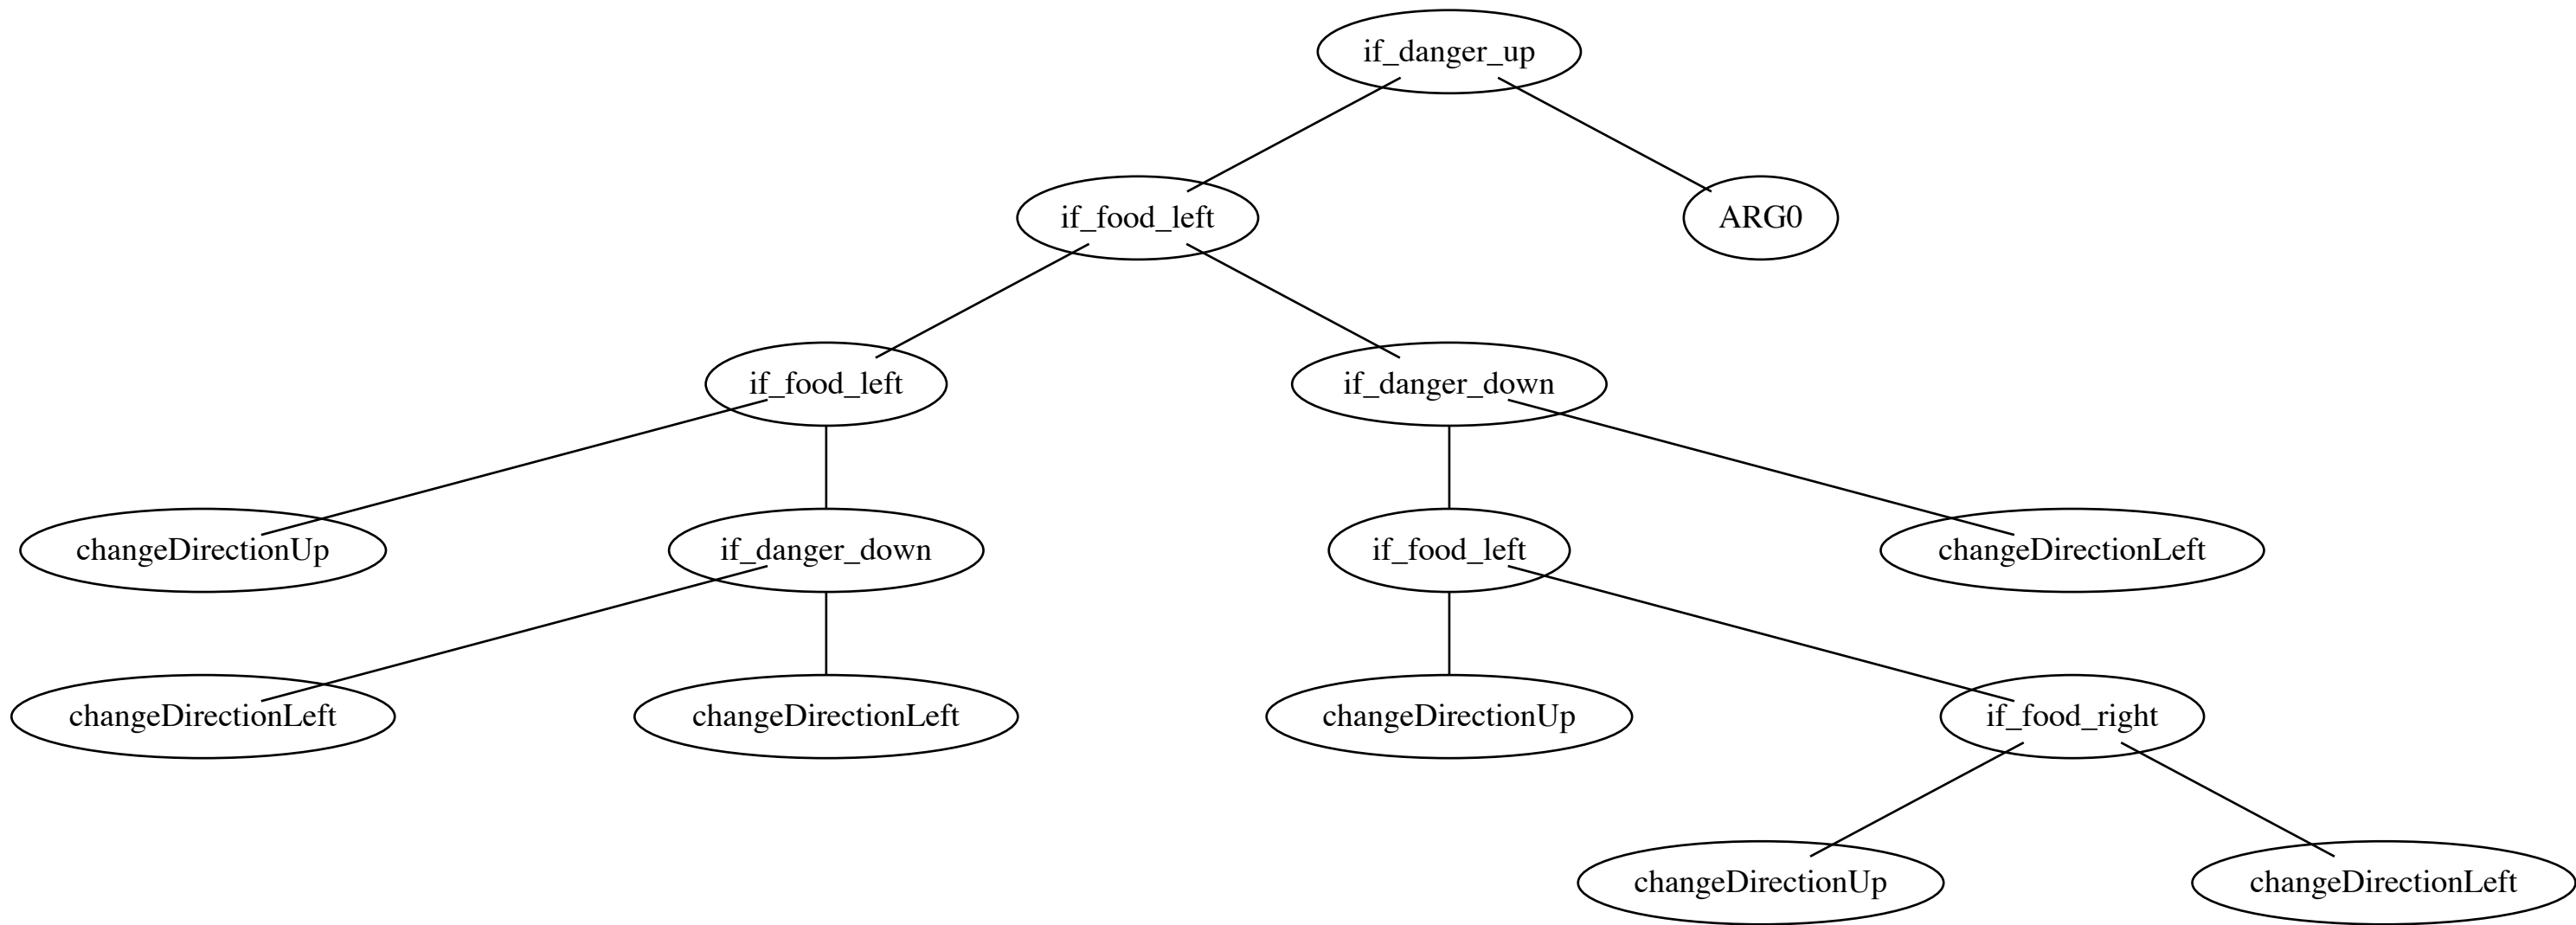 if_danger_up
if_food_left
ARG0
if_food_left
if_danger_down
changeDirectionUp
if_danger_down
if_food_left
changeDirectionLeft
changeDirectionLeft
changeDirectionLeft
changeDirectionUp
if_food_right
changeDirectionUp
changeDirectionLeft